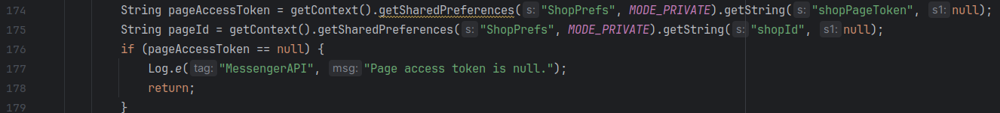 174 String pageAccessToken = getContext().getSharedPreferences( s: "ShopPrefs", MODE_PRIVATE).getString( s: "shopPageToken", s1: null);
175 String pageId = getContext().getSharedPreferences( s: "ShopPrefs", MODE_PRIVATE).getString( s: "shopId", s1: null);
176 if (pageAccessToken == null) {
177 Log.e( tag: "MessengerAPI", msg: "Page access token is null.");
178 return;
179 }